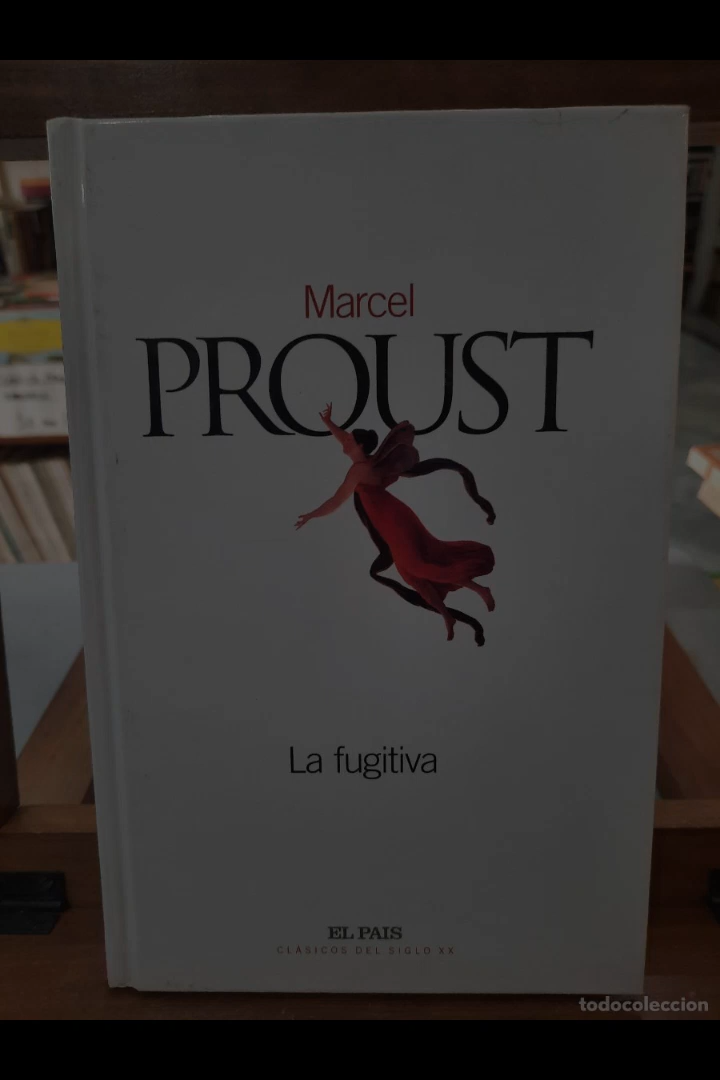 Marcel
PROUST
La fugitiva
EL PAIS
CLÁSICOS DEL SIGLO XX
todocoleccion